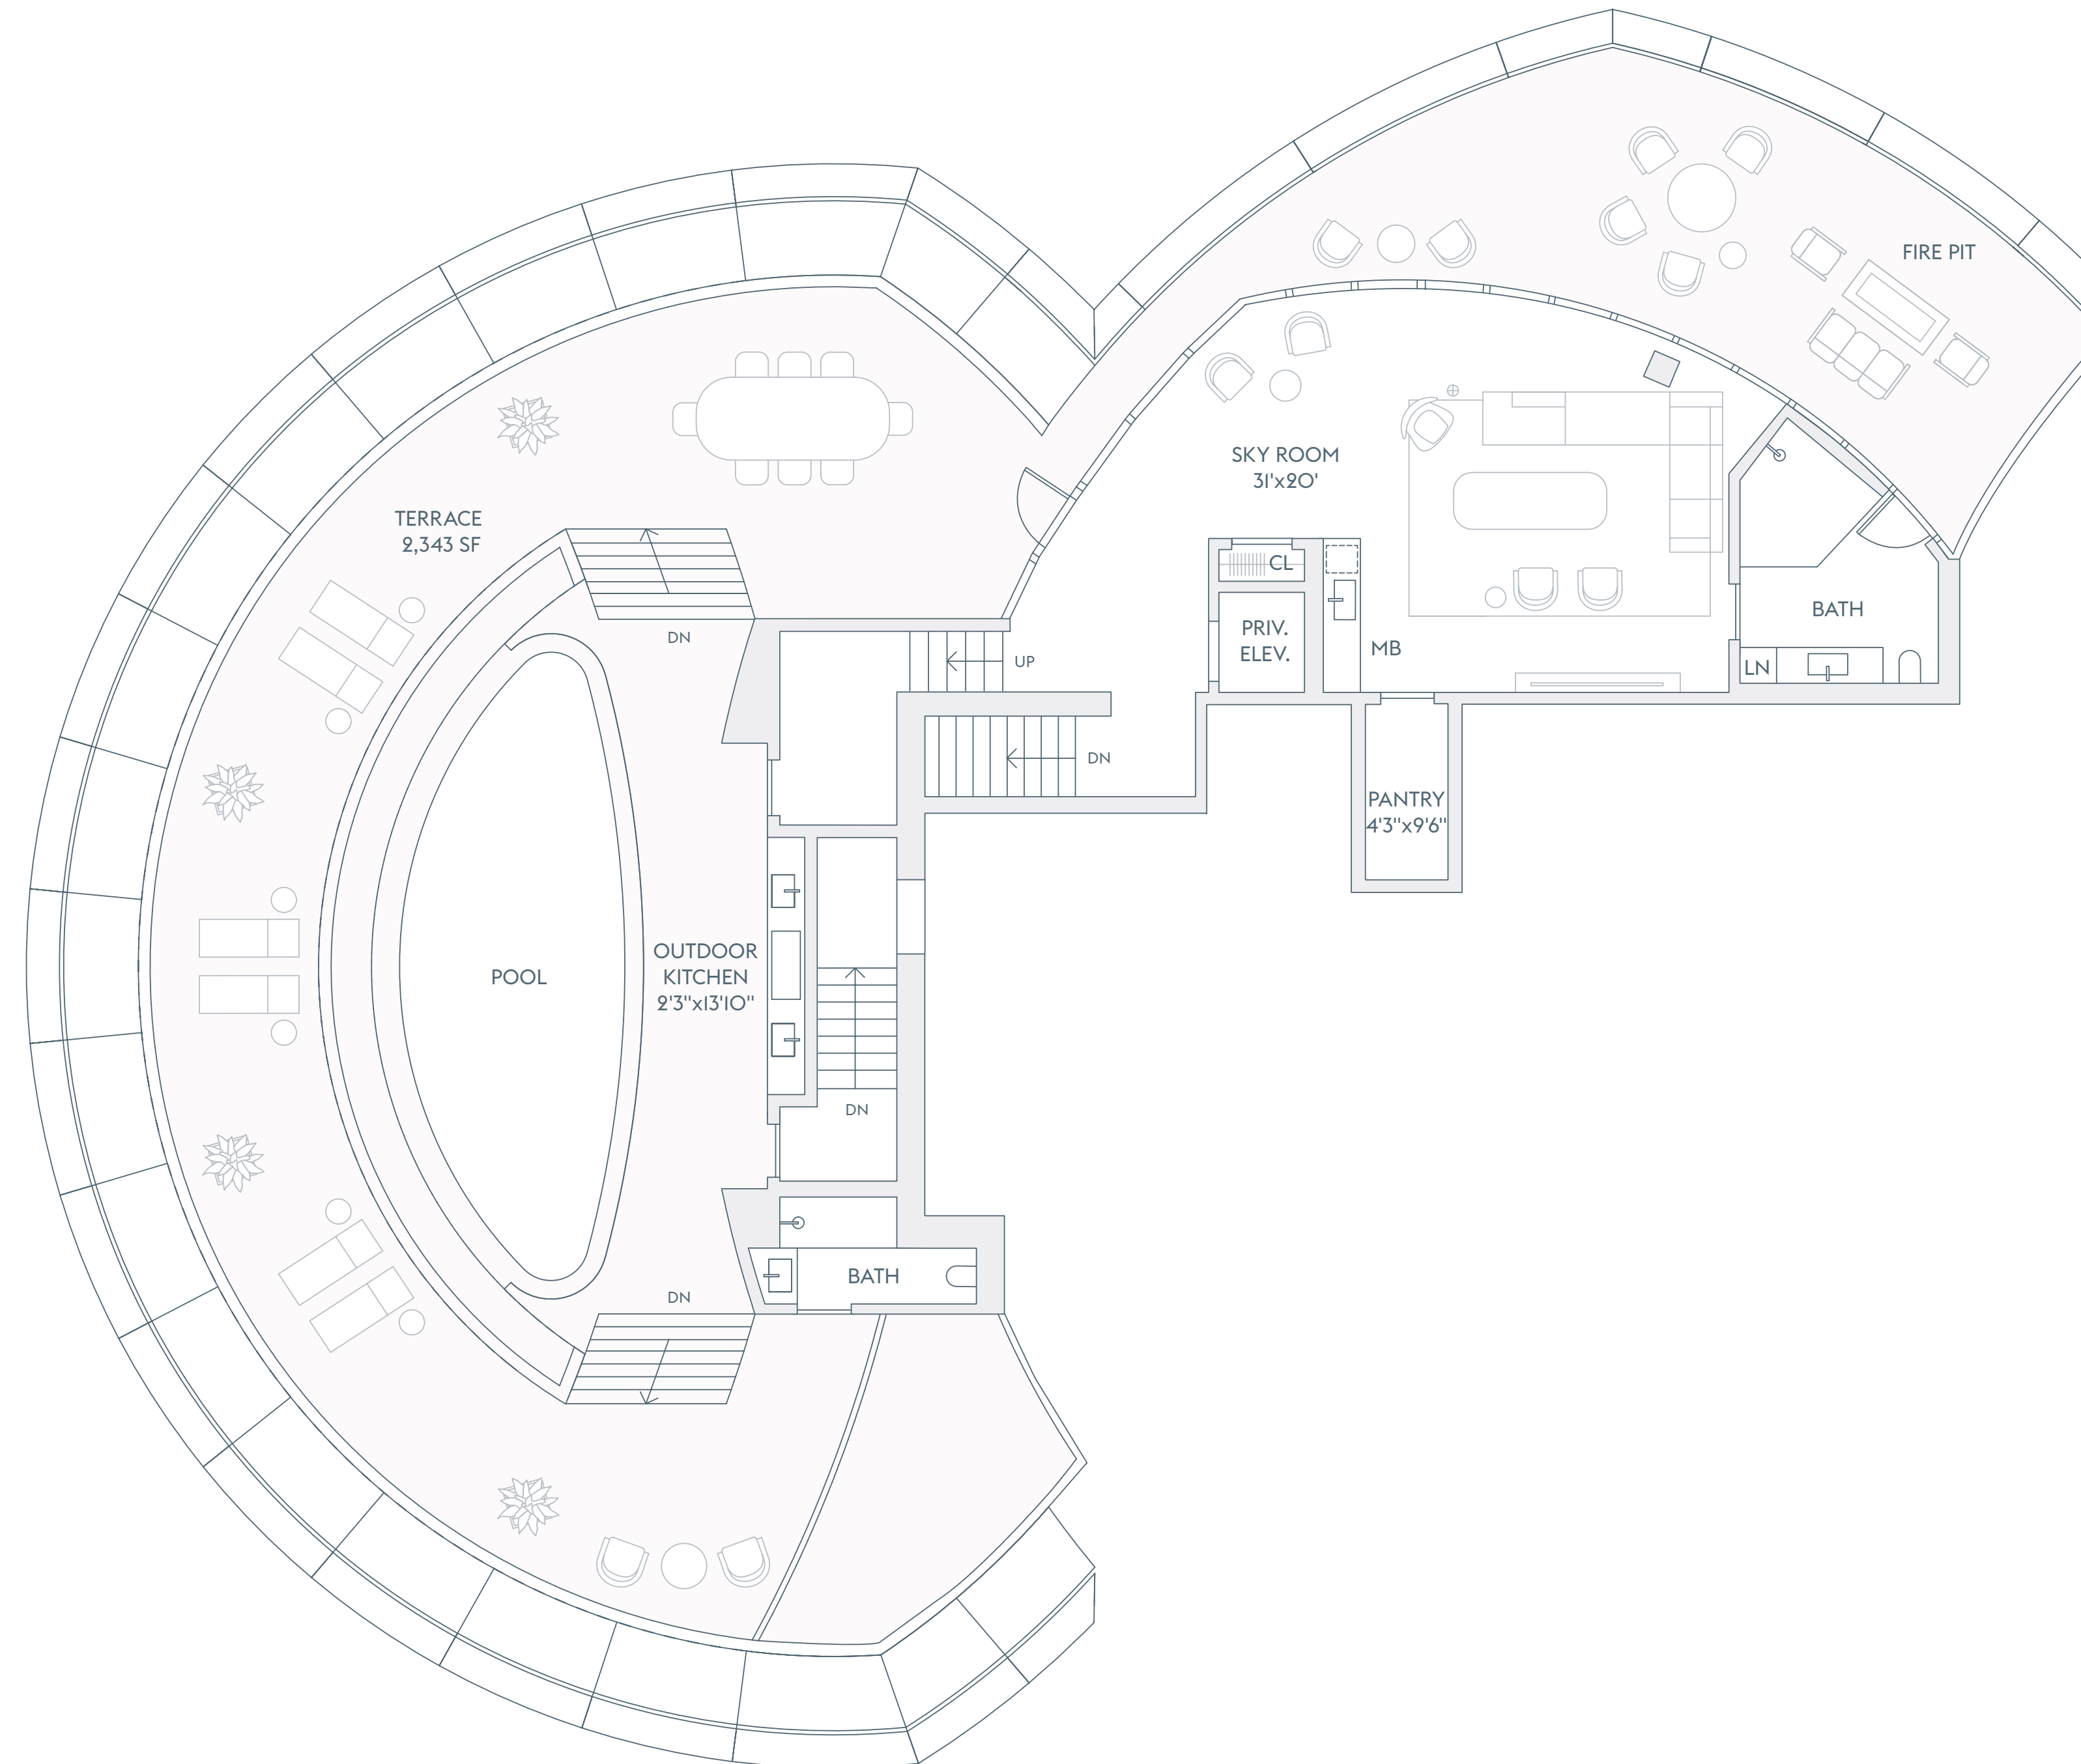 FIRE PIT
SKY ROOM
31'x20'
TERRACE
2,343 SF
CL
PRIV.
ELEV.
MB
BATH
LN
DN
UP
DN
PANTRY
4'3"x9'6"
POOL
OUTDOOR
KITCHEN
2'3"x13'10"
DN
BATH
DN